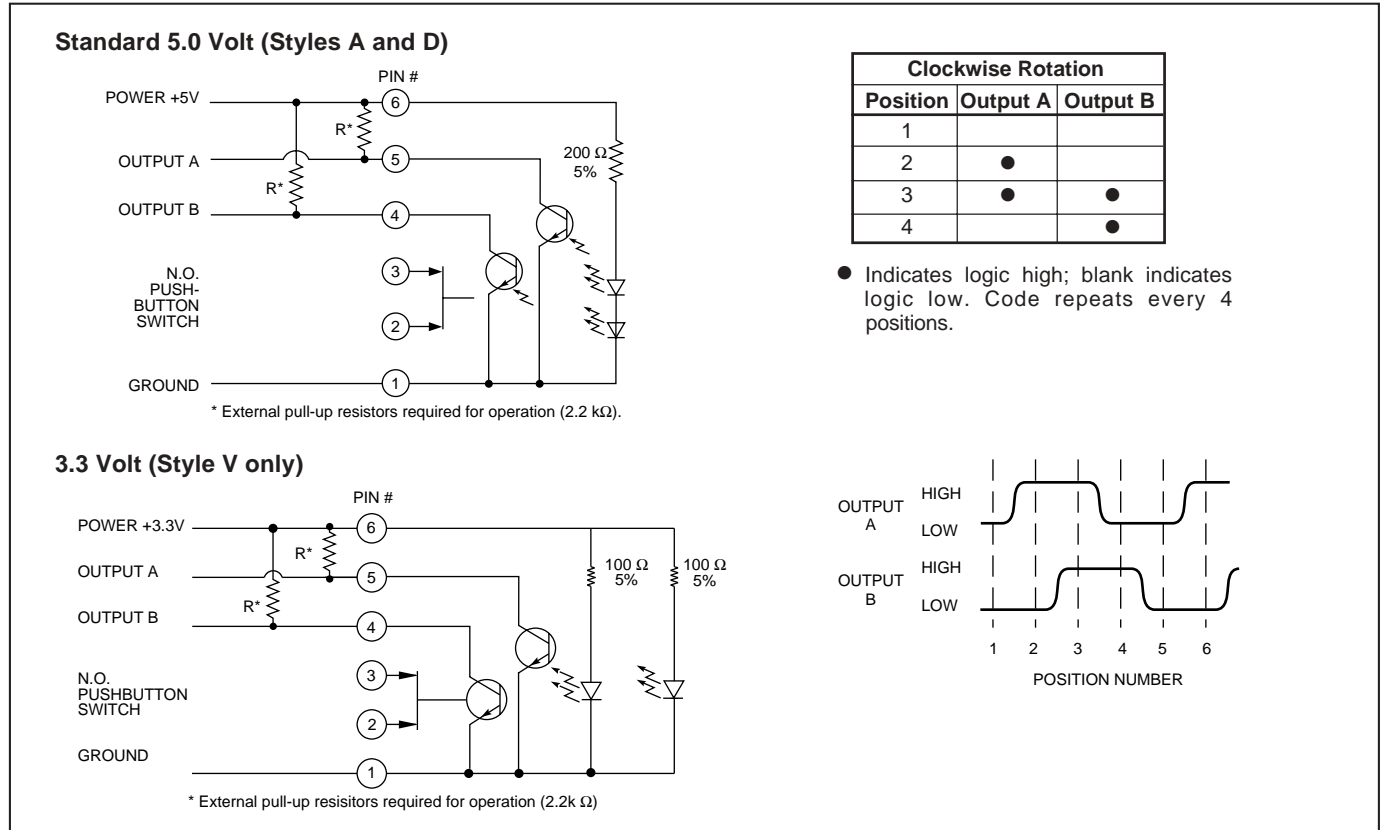 Standard 5.0 Volt (Styles A and D)
PIN #
POWER +5V
6
R*
OUTPUT A
5
200 Ω
5%
R*
OUTPUT B
4
3
N.O.
PUSH-
BUTTON
SWITCH
2
GROUND
1
* External pull-up resistors required for operation (2.2 kΩ).
Clockwise Rotation
Position Output A Output B
1
2 ●
3 ● ●
4 ●
● Indicates logic high; blank indicates
logic low. Code repeats every 4
positions.
3.3 Volt (Style V only)
PIN #
POWER +3.3V
6
R*
100 Ω
5%
100 Ω
5%
OUTPUT A
5
R*
OUTPUT B
4
3
N.O.
PUSHBUTTON
SWITCH
2
GROUND
1
* External pull-up resisitors required for operation (2.2k Ω)
OUTPUT
A
HIGH
LOW
OUTPUT
B
HIGH
LOW
1 2 3 4 5 6
POSITION NUMBER